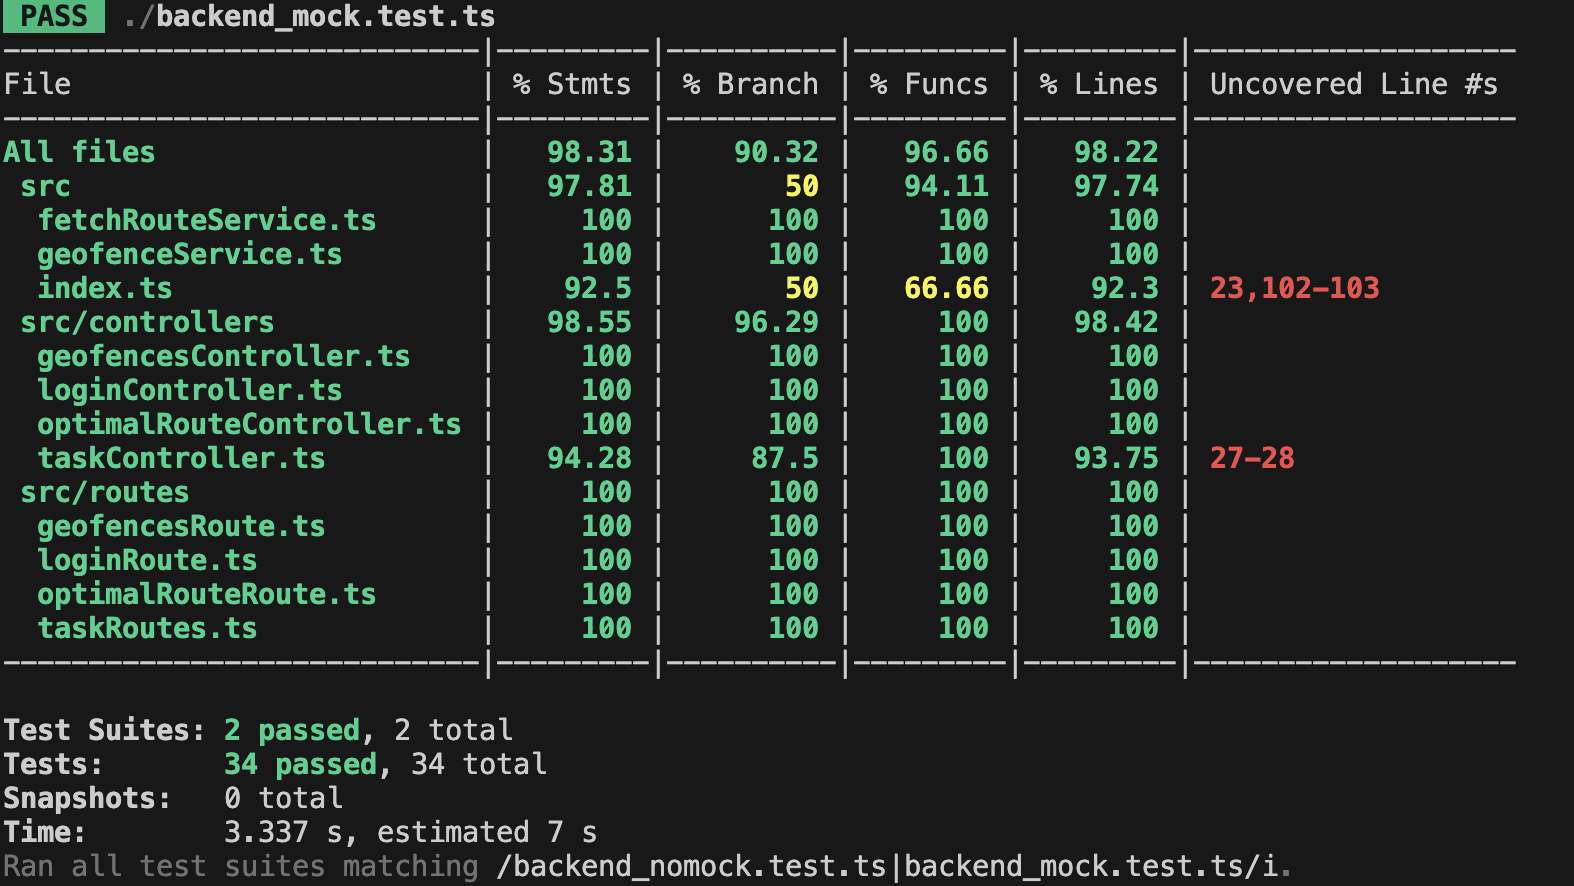 PASS ./backend_mock.test.ts
-----------------------------|---------|----------|---------|---------|-------------------
File | % Stmts | % Branch | % Funcs | % Lines | Uncovered Line #s
-----------------------------|---------|----------|---------|---------|-------------------
All files | 98.31 | 90.32 | 96.66 | 98.22 |
src | 97.81 | 50 | 94.11 | 97.74 |
fetchRouteService.ts | 100 | 100 | 100 | 100 |
geofenceService.ts | 100 | 100 | 100 | 100 |
index.ts | 92.5 | 50 | 66.66 | 92.3 | 23,102-103
src/controllers | 98.55 | 96.29 | 100 | 98.42 |
geofencesController.ts | 100 | 100 | 100 | 100 |
loginController.ts | 100 | 100 | 100 | 100 |
optimalRouteController.ts | 100 | 100 | 100 | 100 |
taskController.ts | 94.28 | 87.5 | 100 | 93.75 | 27-28
src/routes | 100 | 100 | 100 | 100 |
geofencesRoute.ts | 100 | 100 | 100 | 100 |
loginRoute.ts | 100 | 100 | 100 | 100 |
optimalRouteRoute.ts | 100 | 100 | 100 | 100 |
taskRoutes.ts | 100 | 100 | 100 | 100 |
-----------------------------|---------|----------|---------|---------|-------------------
Test Suites: 2 passed, 2 total
Tests: 34 passed, 34 total
Snapshots: 0 total
Time: 3.337 s, estimated 7 s
Ran all test suites matching /backend_nomock.test.ts|backend_mock.test.ts/i.